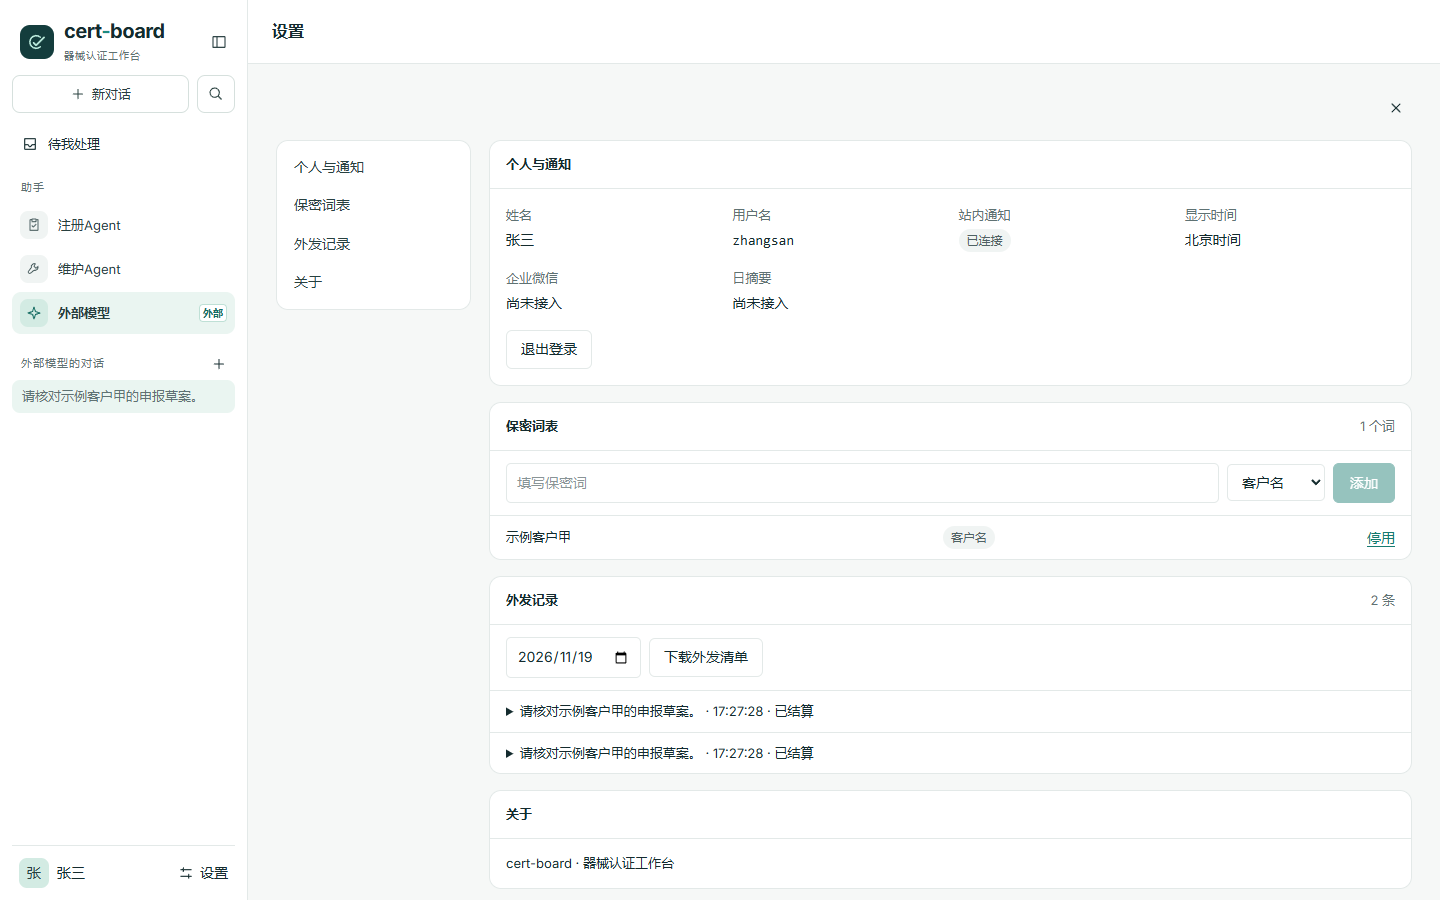 cert-board
器械认证工作台
新对话
待我处理
助手
注册Agent
维护Agent
外部模型 外部
外部模型的对话
请核对示例客户甲的申报草案。
张 张三 设置
设置
个人与通知
保密词表
外发记录
关于
个人与通知
姓名 用户名 站内通知 显示时间
张三 zhangsan 已连接 北京时间
企业微信 日摘要
尚未接入 尚未接入
退出登录
保密词表 1 个词
填写保密词 客户名 添加
示例客户甲 客户名 停用
外发记录 2 条
2026/11/19 下载外发清单
请核对示例客户甲的申报草案。 · 17:27:28 · 已结算
请核对示例客户甲的申报草案。 · 17:27:28 · 已结算
关于
cert-board · 器械认证工作台